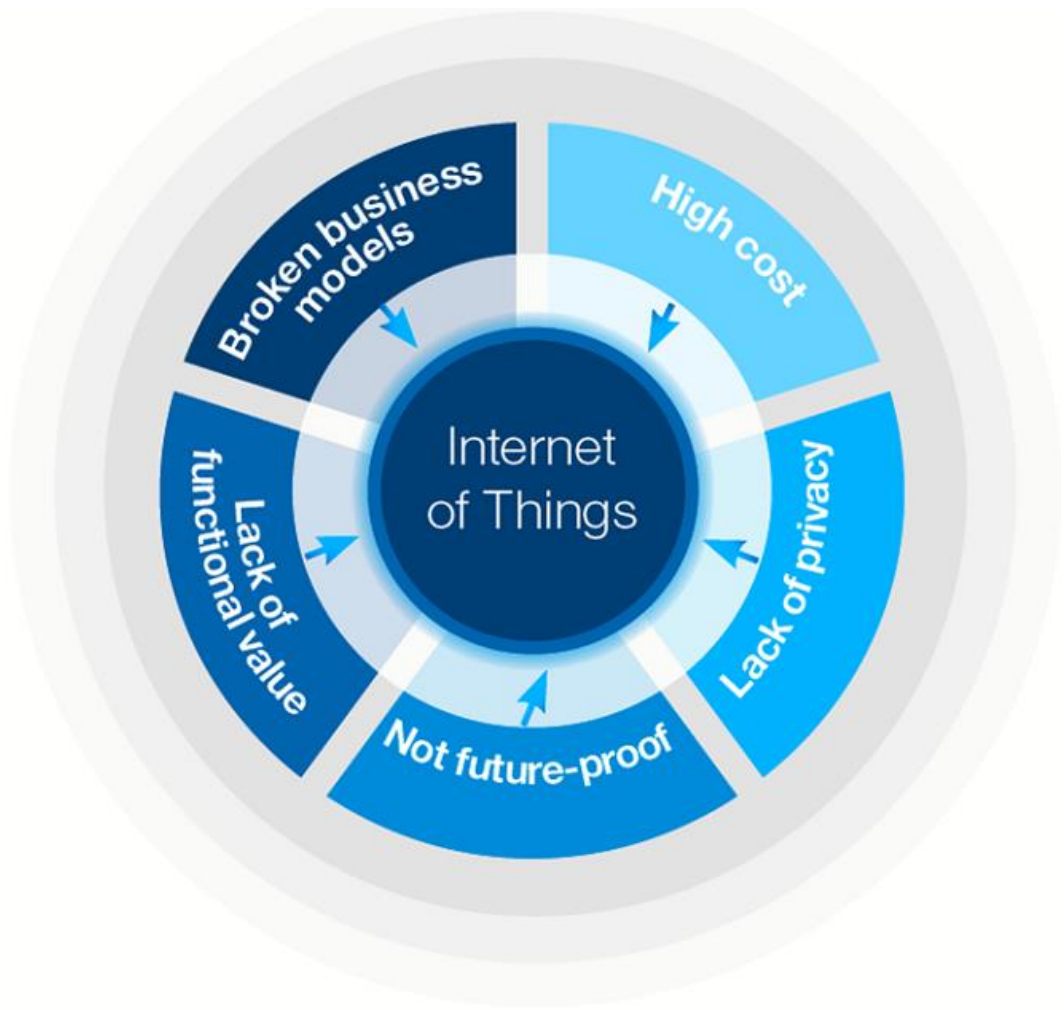 Broken business
models
High cost
Internet
of Things
Lack of
functional value
Lack of privacy
Not future-proof